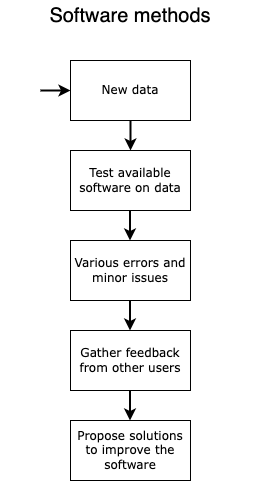 Software methods
New data
Test available
software on data
Various errors and
minor issues
Gather feedback
from other users
Propose solutions
to improve the
software